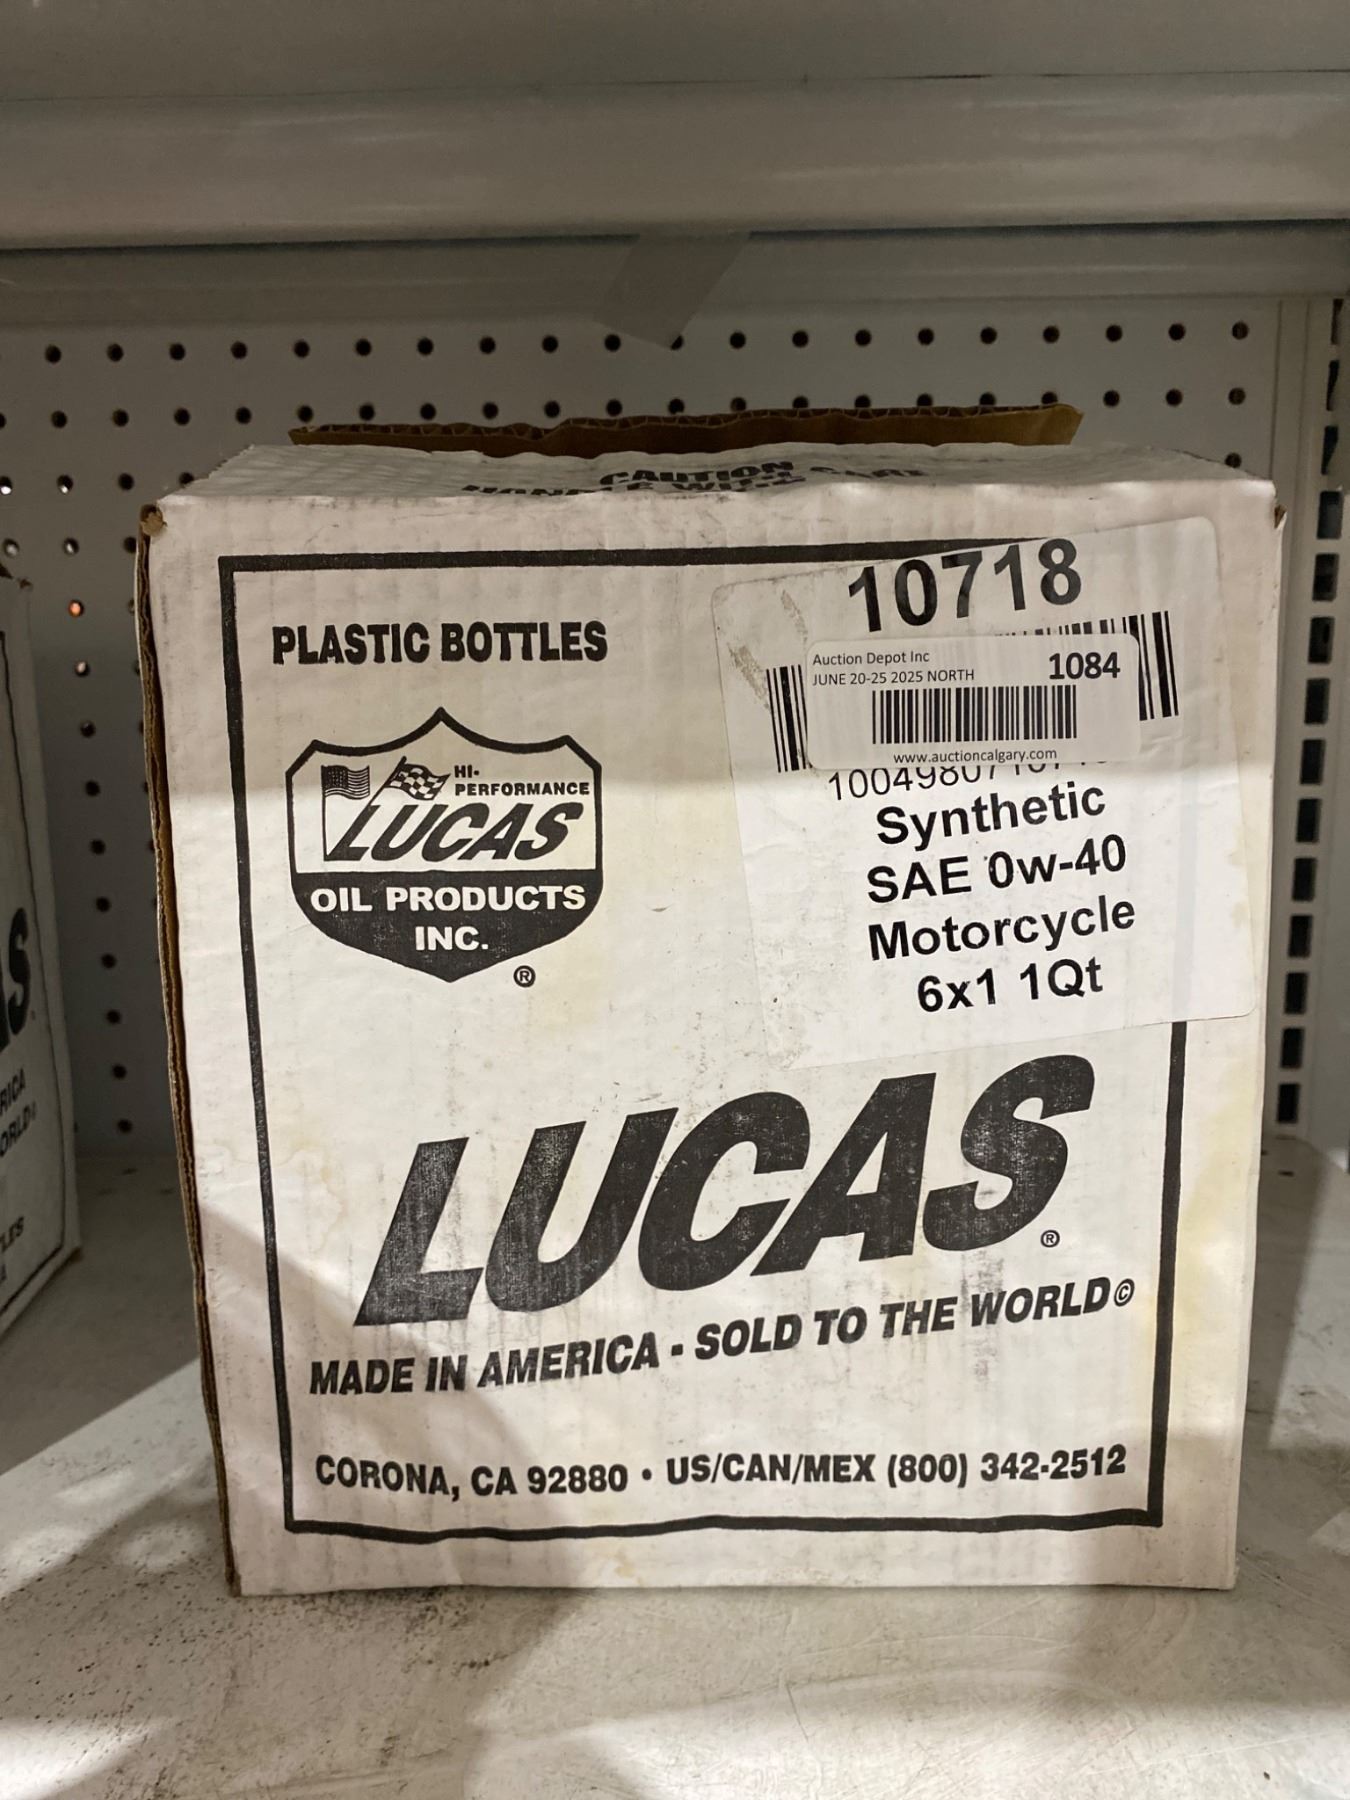 CAUTION
PLASTIC BOTTLES
HI-
PERFORMANCE
LUCAS
OIL PRODUCTS
INC.
®
10718
Auction Depot Inc
JUNE 20-25 2025 NORTH
1084
www.auctioncalgary.com
Synthetic
SAE 0w-40
Motorcycle
6x1 1Qt
LUCAS®
MADE IN AMERICA - SOLD TO THE WORLD©
CORONA, CA 92880 • US/CAN/MEX (800) 342-2512